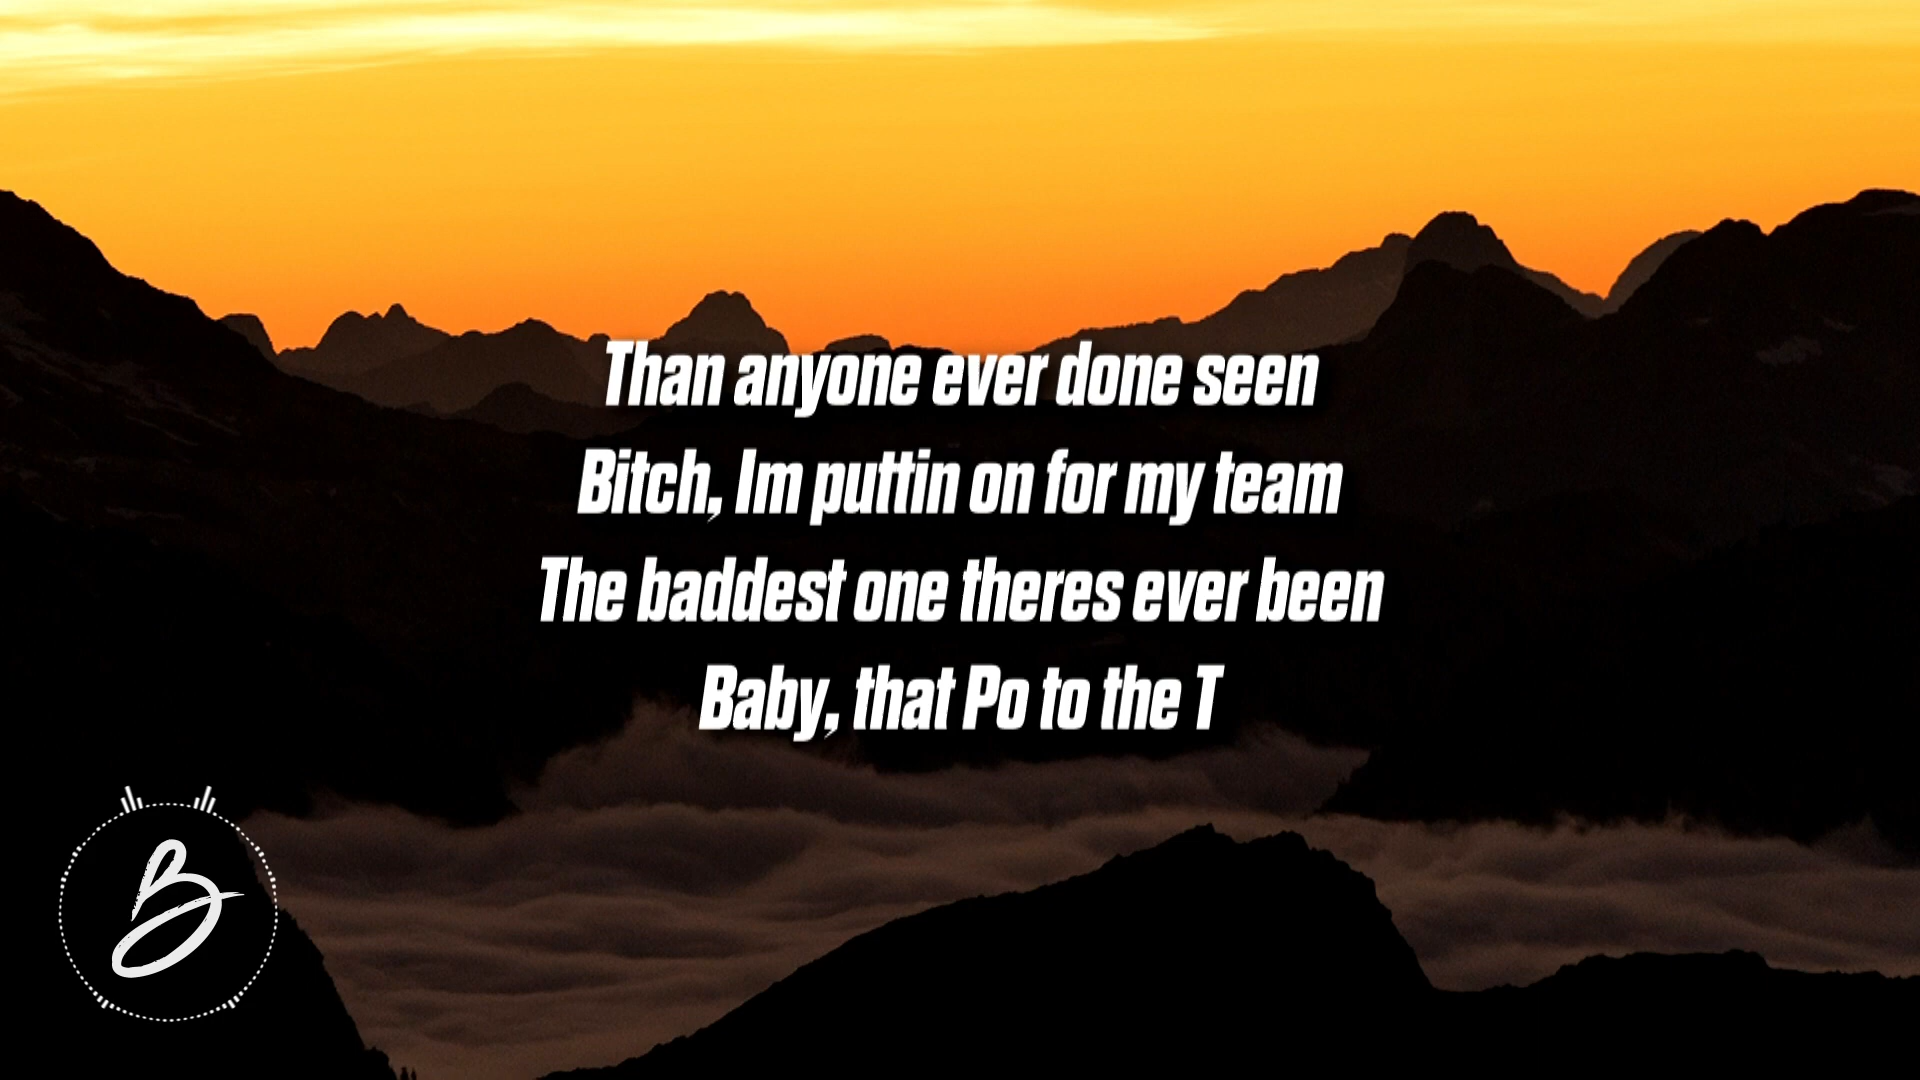 Than anyone ever done seen
Bitch, Im puttin on for my team
The baddest one theres ever been
Baby, that Po to the T
B